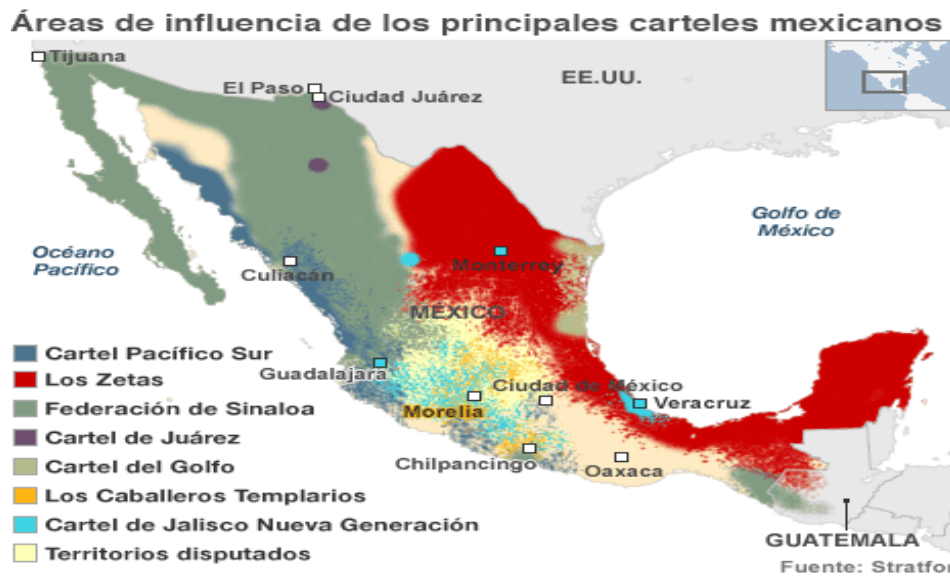 Áreas de influencia de los principales carteles mexicanos
Tijuana
El Paso
Ciudad Juárez
EE.UU.
Golfo de
México
Océano
Pacífico
Culiacán
Monterrey
MÉXICO
Guadalajara
Ciudad de México
Morelia
Veracruz
Chilpancingo
Oaxaca
Cartel Pacífico Sur
Los Zetas
Federación de Sinaloa
Cartel de Juárez
Cartel del Golfo
Los Caballeros Templarios
Cartel de Jalisco Nueva Generación
Territorios disputados
GUATEMALA
Fuente: Stratfo